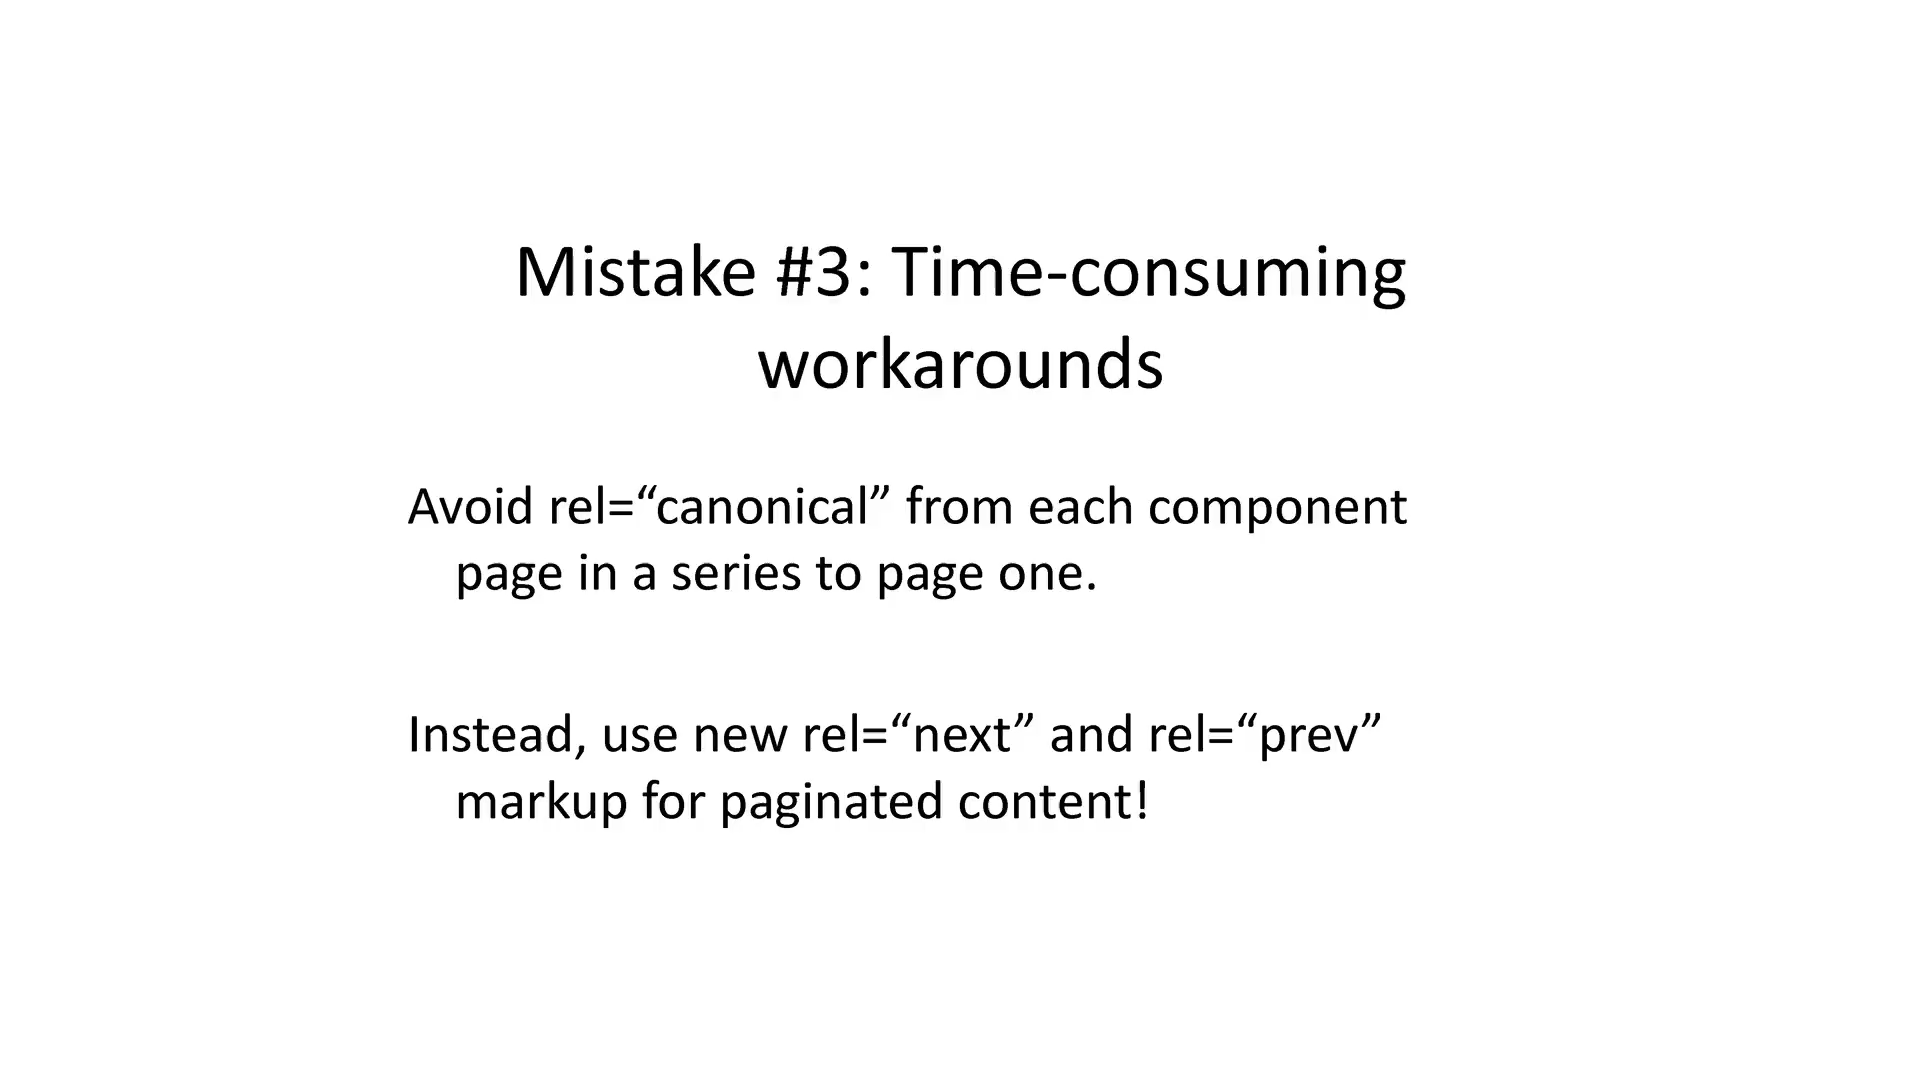 Mistake #3: Time-consuming
workarounds
Avoid rel=“canonical” from each component
page in a series to page one.
Instead, use new rel=“next” and rel=“prev”
markup for paginated content!